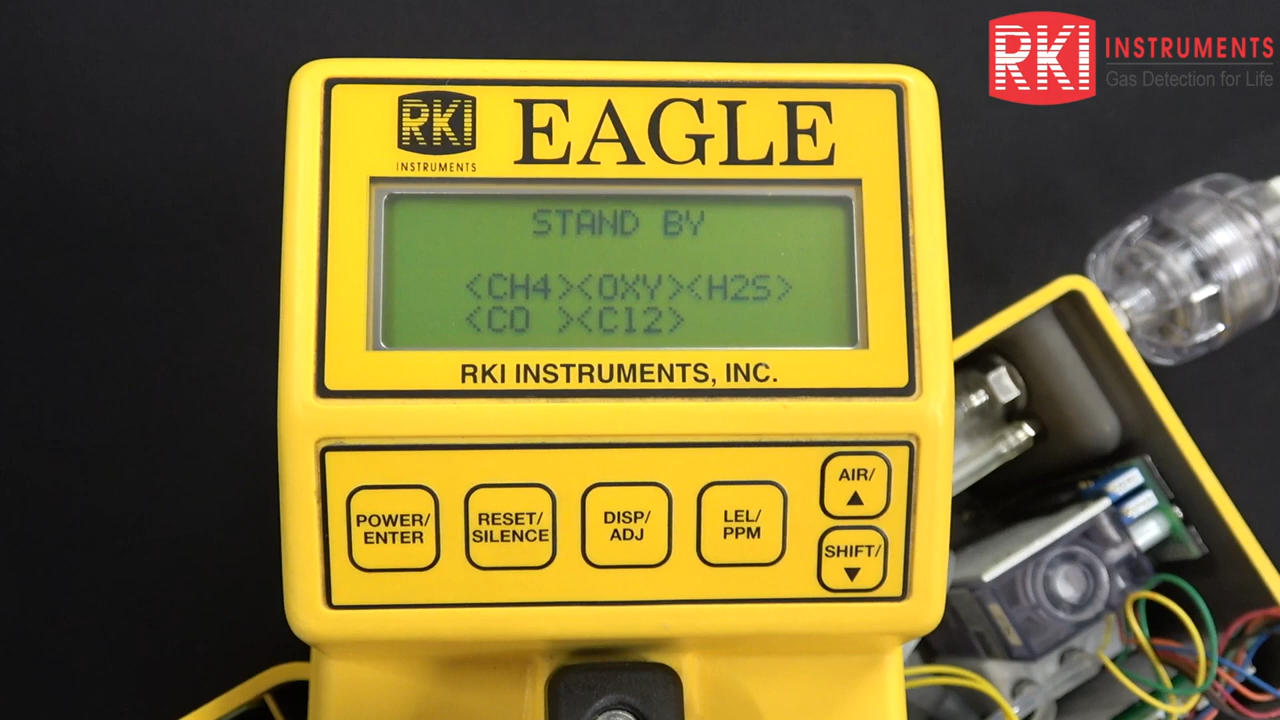 RKI INSTRUMENTS
Gas Detection for Life
RKI
INSTRUMENTS
EAGLE
STAND BY
<CH4><OXY><H2S>
<CO ><Cl2>
RKI INSTRUMENTS, INC.
POWER/
ENTER
RESET/
SILENCE
DISP/
ADJ
LEL/
PPM
AIR/
▲
SHIFT/
▼